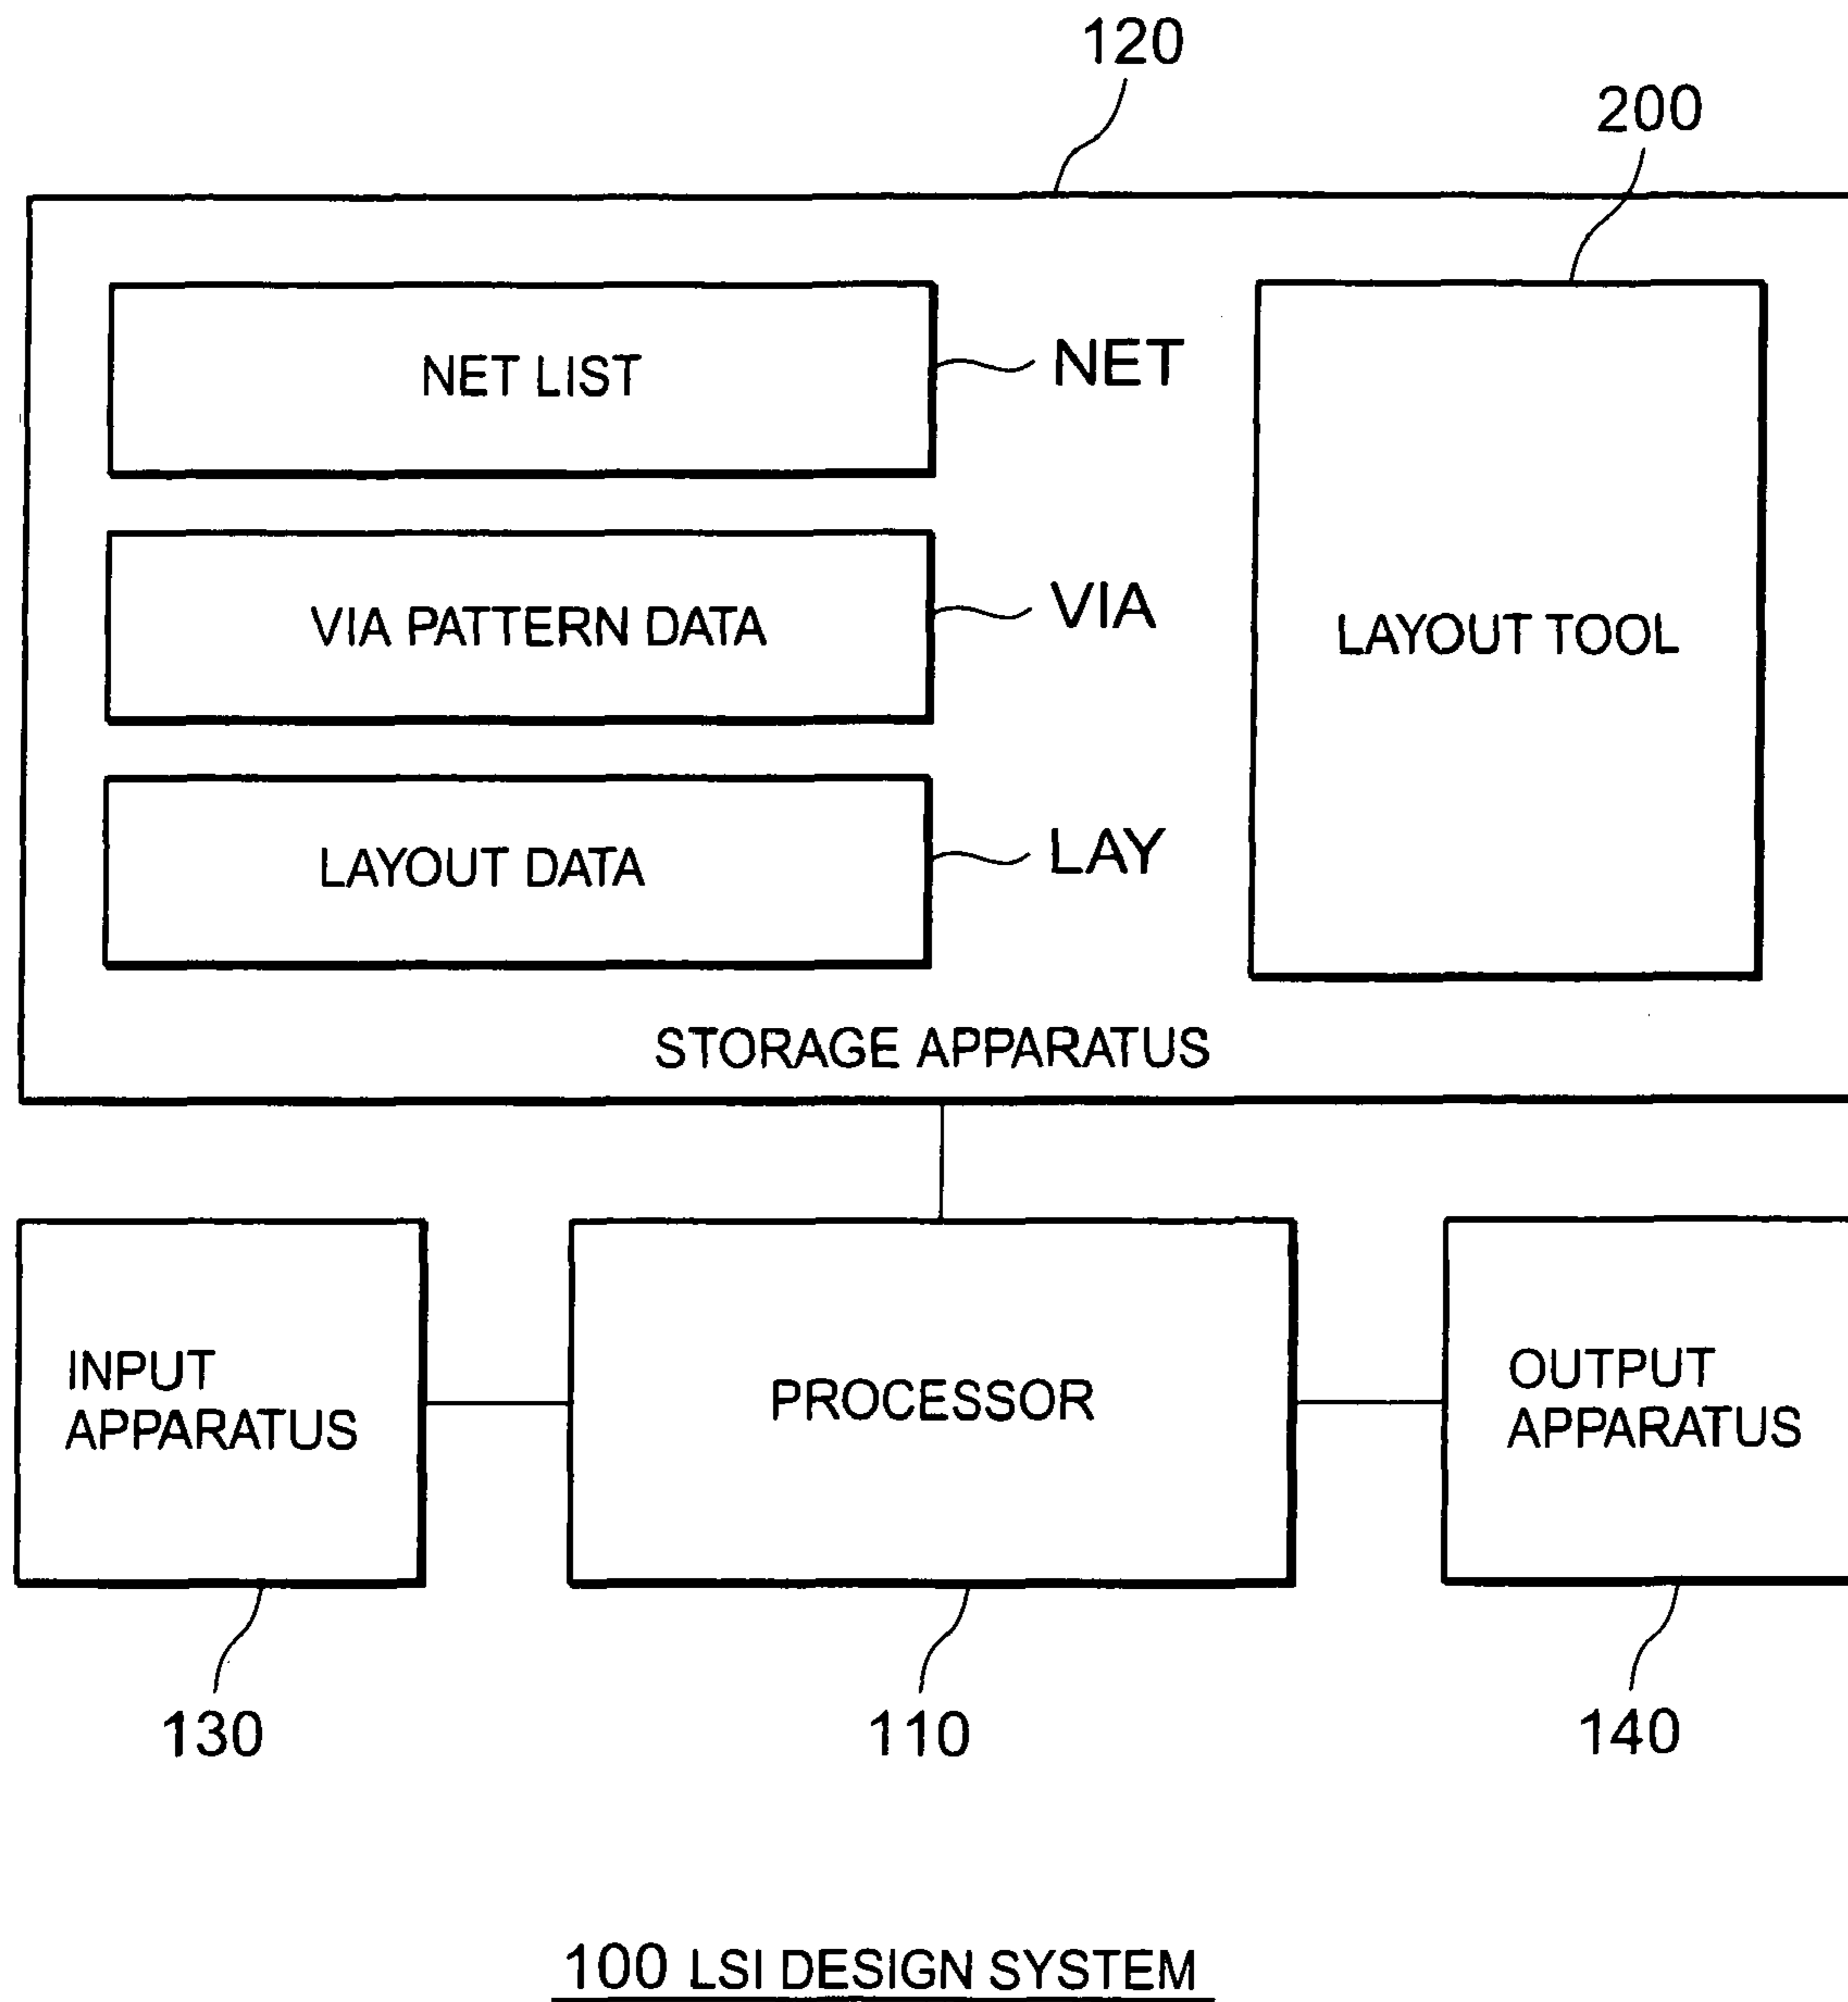 120
200
NET LIST
NET
VIA PATTERN DATA
VIA
LAYOUT TOOL
LAYOUT DATA
LAY
STORAGE APPARATUS
INPUT
APPARATUS
PROCESSOR
OUTPUT
APPARATUS
130
110
140
100 LSI DESIGN SYSTEM